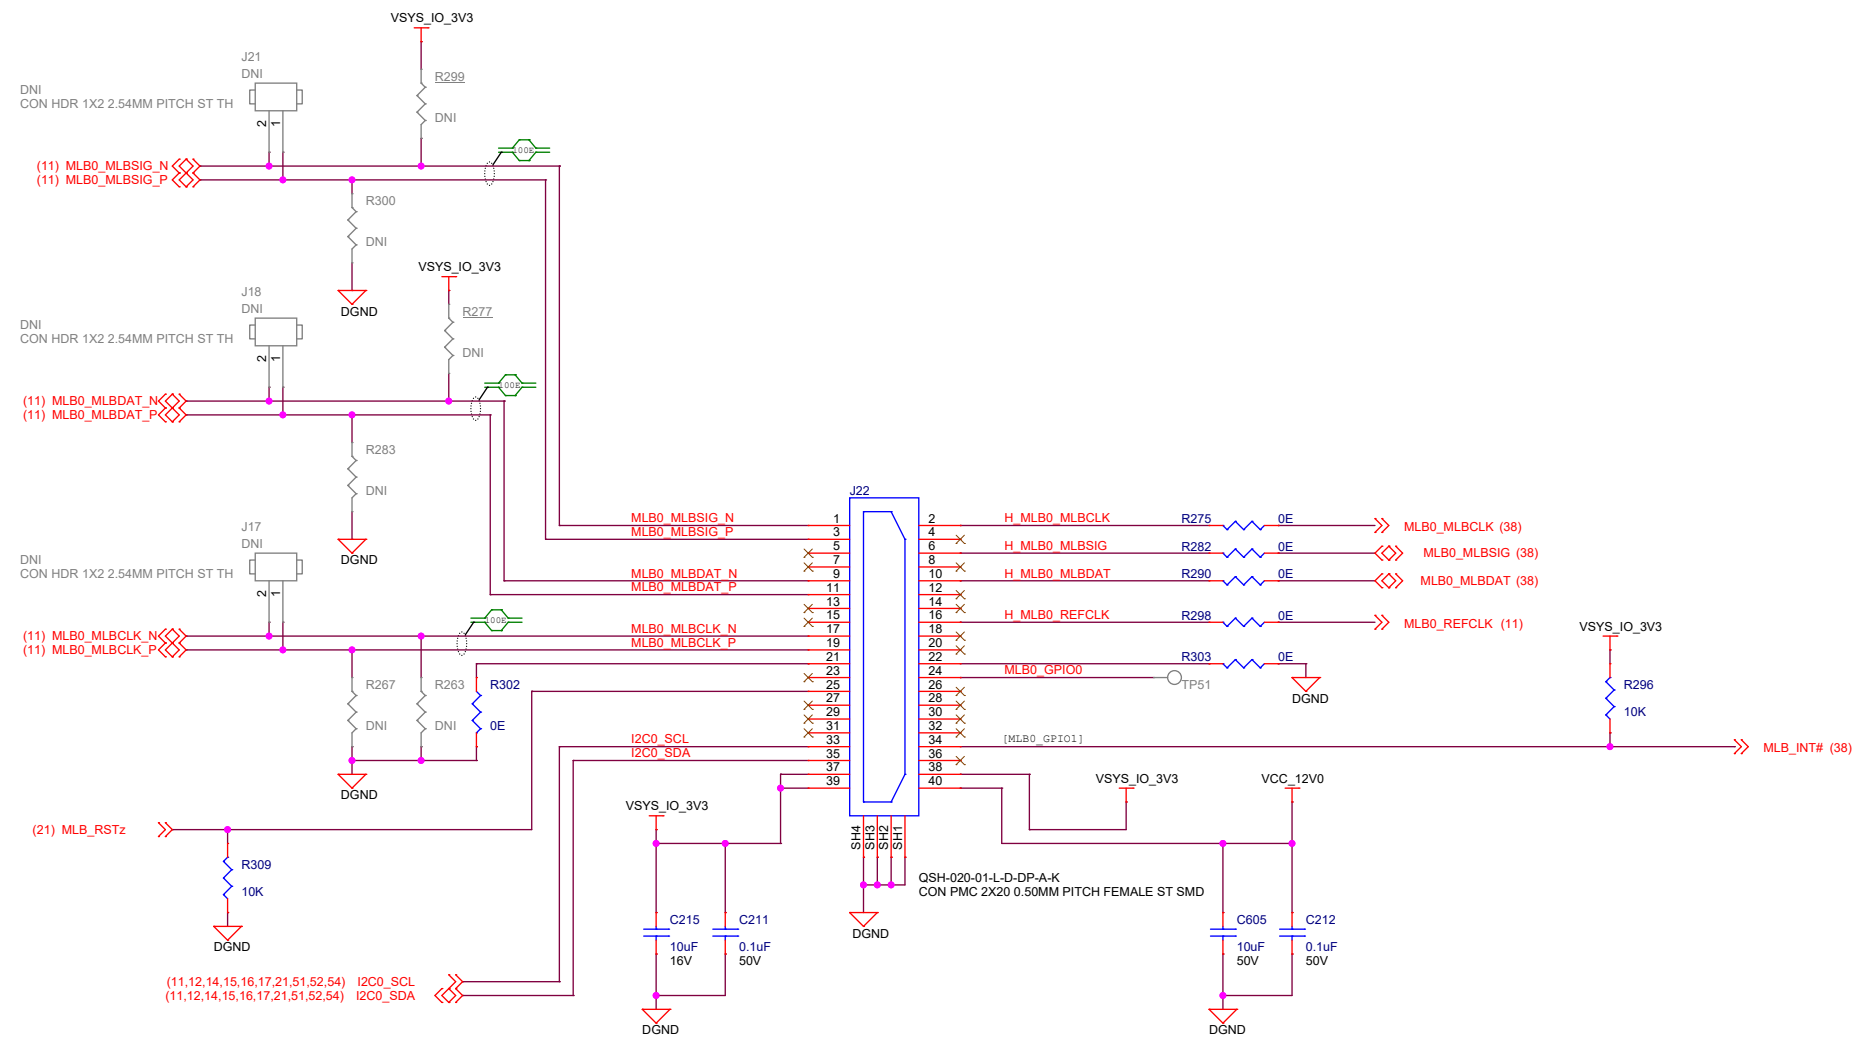 VSYS_IO_3V3
J21
DNI
DNI
CON HDR 1X2 2.54MM PITCH ST TH
2
1
R299
DNI
100E
(11) MLB0_MLBSIG_N
(11) MLB0_MLBSIG_P
R300
DNI
DGND
VSYS_IO_3V3
J18
DNI
DNI
CON HDR 1X2 2.54MM PITCH ST TH
2
1
R277
DNI
100E
(11) MLB0_MLBDAT_N
(11) MLB0_MLBDAT_P
R283
DNI
DGND
J17
DNI
DNI
CON HDR 1X2 2.54MM PITCH ST TH
2
1
100E
(11) MLB0_MLBCLK_N
(11) MLB0_MLBCLK_P
R267
DNI
R263
DNI
R302
0E
DGND
(21) MLB_RSTz
R309
10K
DGND
(11,12,14,15,16,17,21,51,52,54) I2C0_SCL
(11,12,14,15,16,17,21,51,52,54) I2C0_SDA
J22
MLB0_MLBSIG_N 1
MLB0_MLBSIG_P 3
5
7
MLB0_MLBDAT_N 9
MLB0_MLBDAT_P 11
13
15
MLB0_MLBCLK_N 17
MLB0_MLBCLK_P 19
21
23
25
27
29
31
I2C0_SCL 33
I2C0_SDA 35
37
39
2 H_MLB0_MLBCLK R275 0E MLB0_MLBCLK (38)
4
6 H_MLB0_MLBSIG R282 0E MLB0_MLBSIG (38)
8
10 H_MLB0_MLBDAT R290 0E MLB0_MLBDAT (38)
12
14
16 H_MLB0_REFCLK R298 0E MLB0_REFCLK (11)
18
20
22 R303 0E
24 MLB0_GPIO0 TP51
26
28
30
32
34 [MLB0_GPIO1] MLB_INT# (38)
36
38
40
DGND
VSYS_IO_3V3
R296
10K
VSYS_IO_3V3
VCC_12V0
VSYS_IO_3V3
SH4
SH3
SH2
SH1
QSH-020-01-L-D-DP-A-K
CON PMC 2X20 0.50MM PITCH FEMALE ST SMD
DGND
C215
10uF
16V
C211
0.1uF
50V
DGND
C605
10uF
50V
C212
0.1uF
50V
DGND